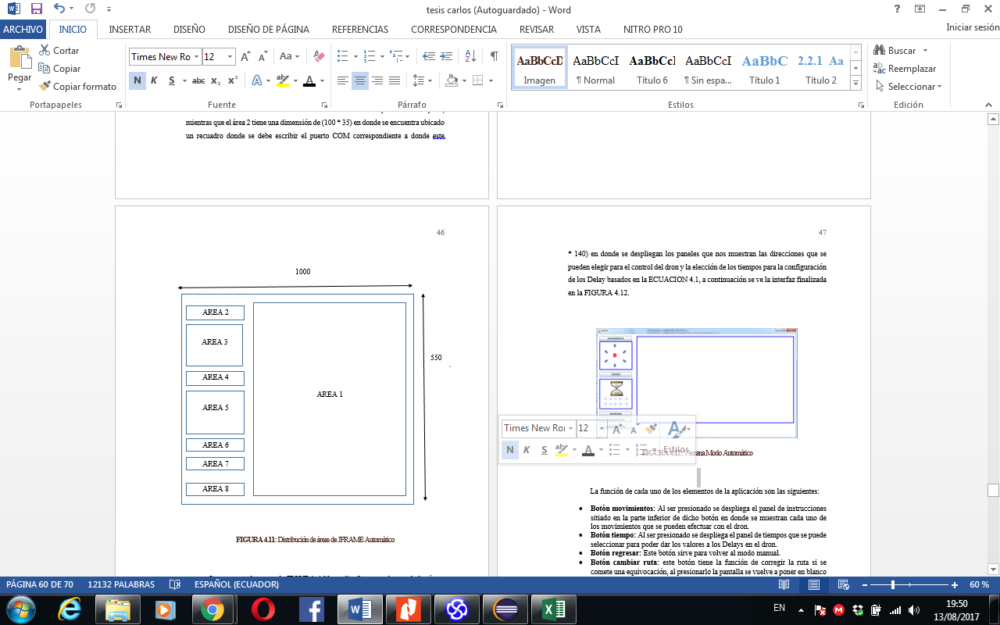 tesis carlos (Autoguardado) - Word
ARCHIVO INICIO INSERTAR DISEÑO DISEÑO DE PÁGINA REFERENCIAS CORRESPONDENCIA REVISAR VISTA NITRO PRO 10 Iniciar sesión
Pegar
Cortar
Copiar
Copiar formato
Times New Ro 12
Aa
N K S abc x₂ x²
AaBbCcD AaBbCcI AaBbCcI AaBbCcI AaBbC 2.2.1 Aa
Imagen ¶ Normal Título 6 ¶ Sin espa... Título 1 Título 2
Buscar
Reemplazar
Seleccionar
Portapapeles Fuente Párrafo Estilos Edición
mientras que el área 2 tiene una dimensión de (100 * 35) en donde se encuentra ubicado
un recuadro donde se debe escribir el puerto COM correspondiente a donde este
46
1000
AREA 2
AREA 3
AREA 4
AREA 5
AREA 6
AREA 7
AREA 8
AREA 1
550
FIGURA 4.11: Distribución de áreas de JFRAME Automático
47
* 140) en donde se despliegan los paneles que nos muestran las direcciones que se
pueden elegir para el control del dron y la elección de los tiempos para la configuración
de los Delay basados en la ECUACION 4.1, a continuación se ve la interfaz finalizada
en la FIGURA 4.12.
Times New Roi 12
N K S Estilos
FIGURA 4.12: Ventana Modo Automático
La función de cada uno de los elementos de la aplicación son las siguientes:
• Botón movimientos: Al ser presionado se despliega el panel de instrucciones
sitiado en la parte inferior de dicho botón en donde se muestran cada uno de
los movimientos que se pueden efectuar con el dron.
• Botón tiempo: Al ser presionado se despliega el panel de tiempos que se puede
seleccionar para poder dar los valores a los Delays en el dron.
• Botón regresar: Este botón sirve para volver al modo manual.
• Botón cambiar ruta: este botón tiene la función de corregir la ruta si se
comete una equivocación, al presionarlo la pantalla se vuelve a poner en blanco
PÁGINA 60 DE 70 12132 PALABRAS ESPAÑOL (ECUADOR) 60 %
EN 19:50
13/08/2017